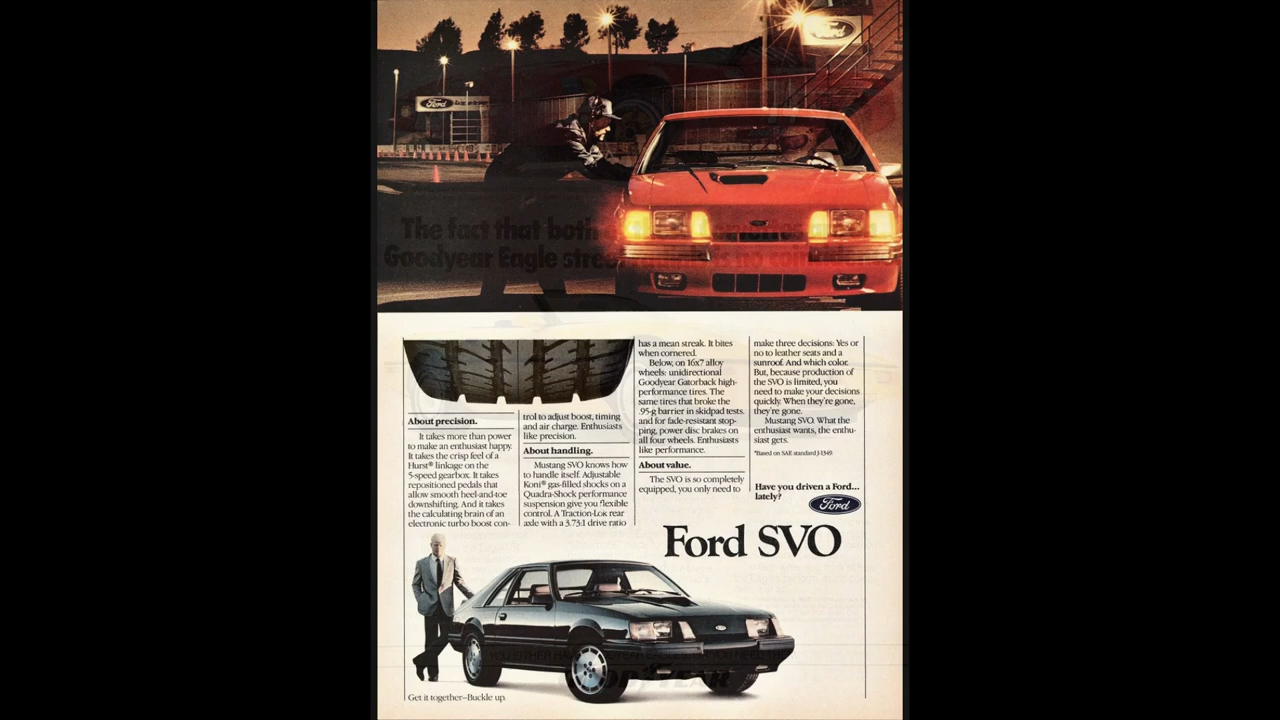 Ford
Ford
The fact that both
Goodyear Eagle street
About precision.
It takes more than power
to make an enthusiast happy.
It takes the crisp feel of a
Hurst® linkage on the
5-speed gearbox. It takes
repositioned pedals that
allow smooth heel-and-toe
downshifting. And it takes
the calculating brain of an
electronic turbo boost con-
trol to adjust boost, timing
and air charge. Enthusiasts
like precision.
About handling.
Mustang SVO knows how
to handle itself. Adjustable
Koni® gas-filled shocks on a
Quadra-Shock performance
suspension give you flexible
control. A Traction-Lok rear
axle with a 3.73:1 drive ratio
has a mean streak. It bites
when cornered.
Below, on 16x7 alloy
wheels: unidirectional
Goodyear Gatorback high-
performance tires. The
same tires that broke the
.95-g barrier in skidpad tests.
and for fade-resistant stop-
ping, power disc brakes on
all four wheels. Enthusiasts
like performance.
About value.
The SVO is so completely
equipped, you only need to
make three decisions: Yes or
no to leather seats and a
sunroof. And which color.
But, because production of
the SVO is limited, you
need to make your decisions
quickly. When they're gone,
they're gone.
Mustang SVO. What the
enthusiast wants, the enthu-
siast gets.
*Based on SAE standard J-1349.
Have you driven a Ford...
lately?
Ford
Ford SVO
Get it together–Buckle up.